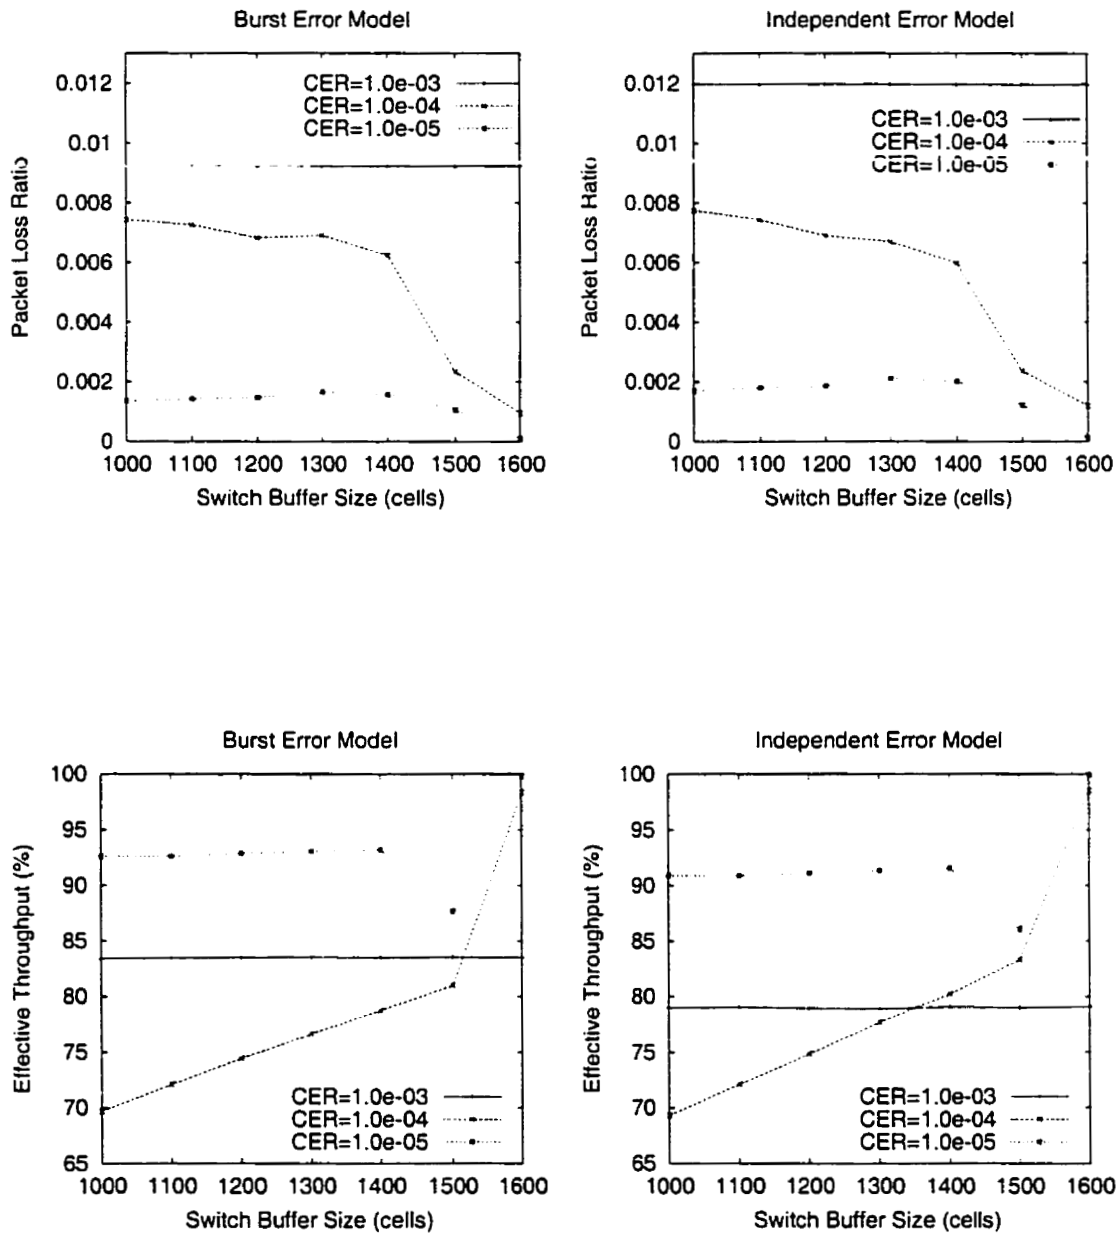 Burst Error Model
Packet Loss Ratio
0.012
0.01
0.008
0.006
0.004
0.002
0
CER=1.0e-03
CER=1.0e-04
CER=1.0e-05
1000 1100 1200 1300 1400 1500 1600
Switch Buffer Size (cells)
Independent Error Model
Packet Loss Ratio
0.012
0.01
0.008
0.006
0.004
0.002
0
CER=1.0e-03
CER=1.0e-04
CER=1.0e-05
1000 1100 1200 1300 1400 1500 1600
Switch Buffer Size (cells)
Burst Error Model
Effective Throughput (%)
100
95
90
85
80
75
70
65
CER=1.0e-03
CER=1.0e-04
CER=1.0e-05
1000 1100 1200 1300 1400 1500 1600
Switch Buffer Size (cells)
Independent Error Model
Effective Throughput (%)
100
95
90
85
80
75
70
65
CER=1.0e-03
CER=1.0e-04
CER=1.0e-05
1000 1100 1200 1300 1400 1500 1600
Switch Buffer Size (cells)